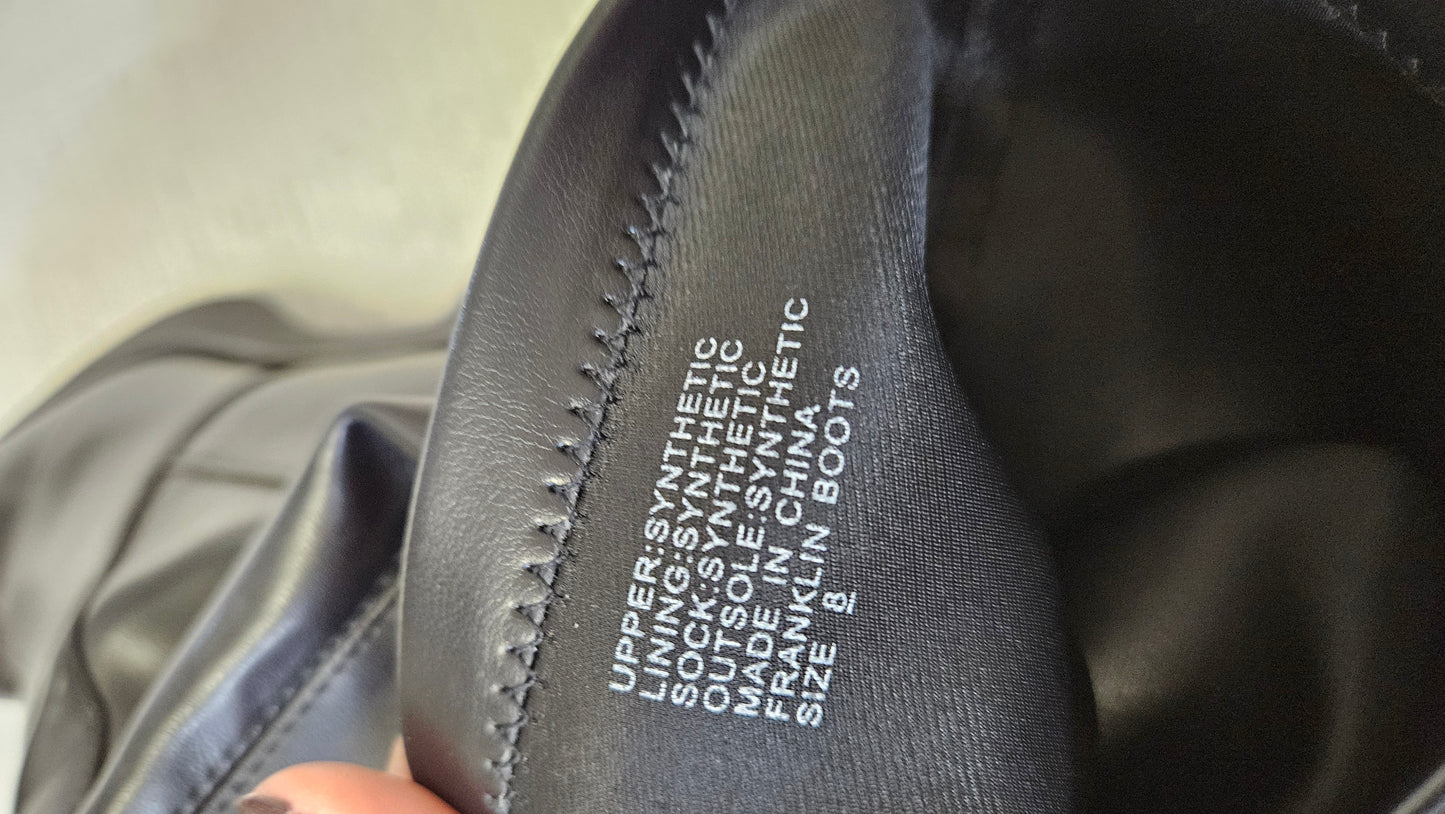 UPPER:SYNTHETIC
LINING:SYNTHETIC
SOCK:SYNTHETIC
OUTSOLE:SYNTHETIC
MADE IN CHINA
FRANKLIN BOOTS
SIZE 8